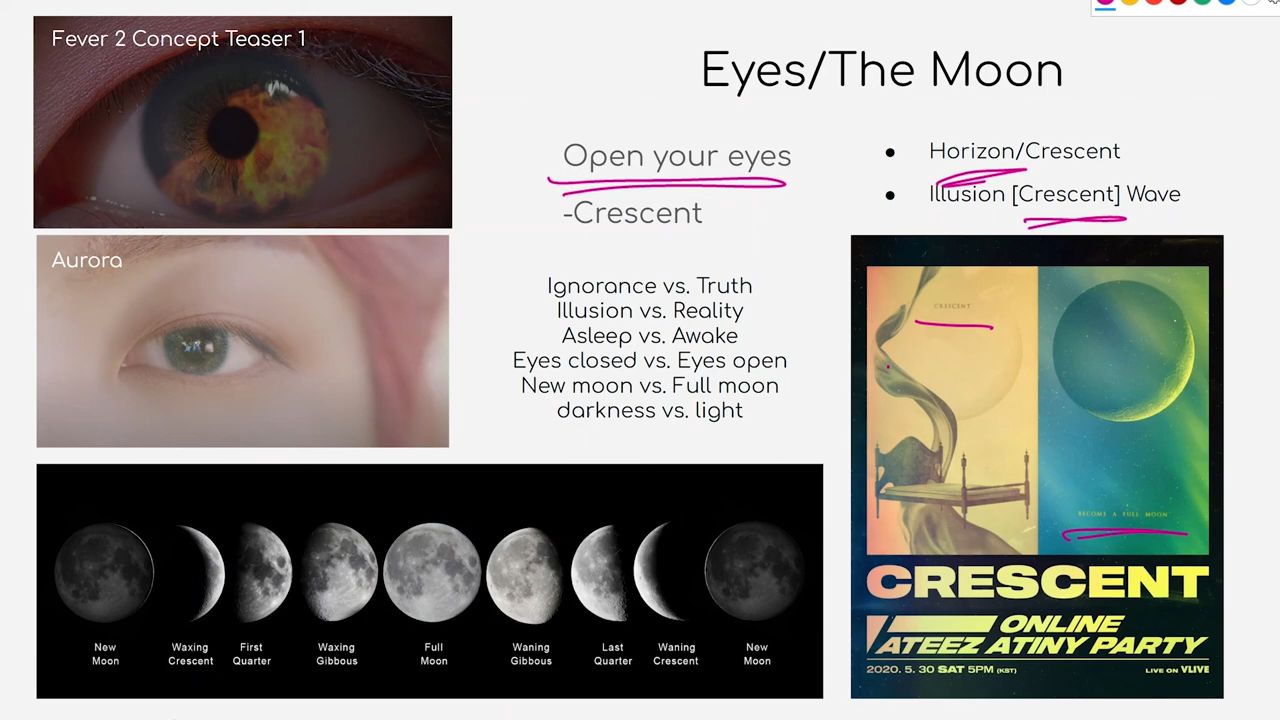 Fever 2 Concept Teaser 1
Eyes/The Moon
Open your eyes
-Crescent
● Horizon/Crescent
● Illusion [Crescent] Wave
Aurora
Ignorance vs. Truth
Illusion vs. Reality
Asleep vs. Awake
Eyes closed vs. Eyes open
New moon vs. Full moon
darkness vs. light
CRESCENT
BECOME A FULL MOON
CRESCENT
ONLINE
ATEEZ ATINY PARTY
2020. 5. 30 SAT 5PM (KST)
LIVE ON VLIVE
New Moon
Waxing Crescent
First Quarter
Waxing Gibbous
Full Moon
Waning Gibbous
Last Quarter
Waning Crescent
New Moon